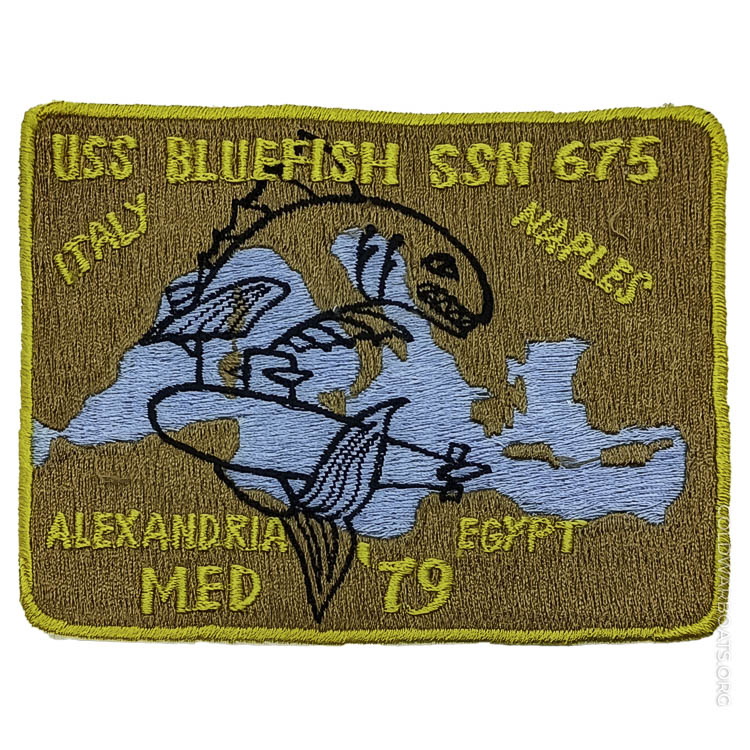 USS BLUEFISH SSN 675
ITALY
NAPLES
ALEXANDRIA EGYPT
MED '79
COLDWARBOATS.ORG